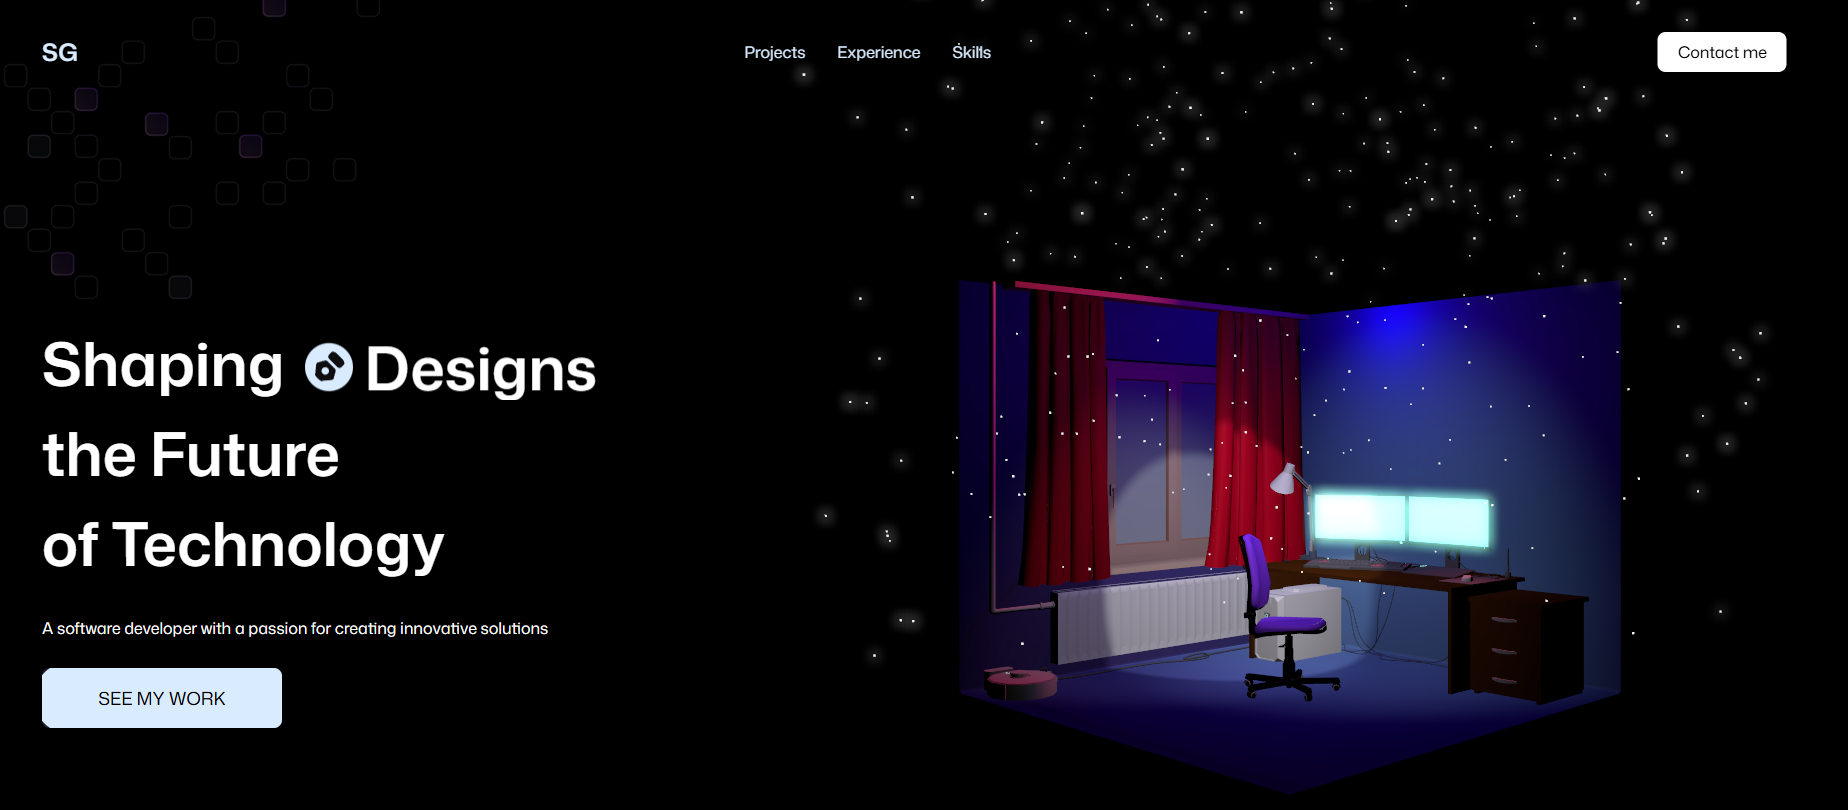 SG
Projects
Experience
Skills
Contact me
Shaping Designs
the Future
of Technology
A software developer with a passion for creating innovative solutions
SEE MY WORK